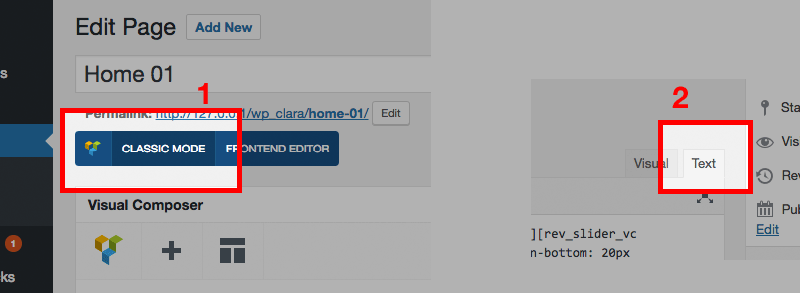 Edit Page Add New
Home 01
1
Permalink: http://127.0.0.1/wp_clara/home-01/ Edit
CLASSIC MODE FRONTEND EDITOR
Visual Composer
1
2
Visual Text
][rev_slider_vc
n-bottom: 20px
Sta
Vis
Rev
Pub
Edit
s
ks